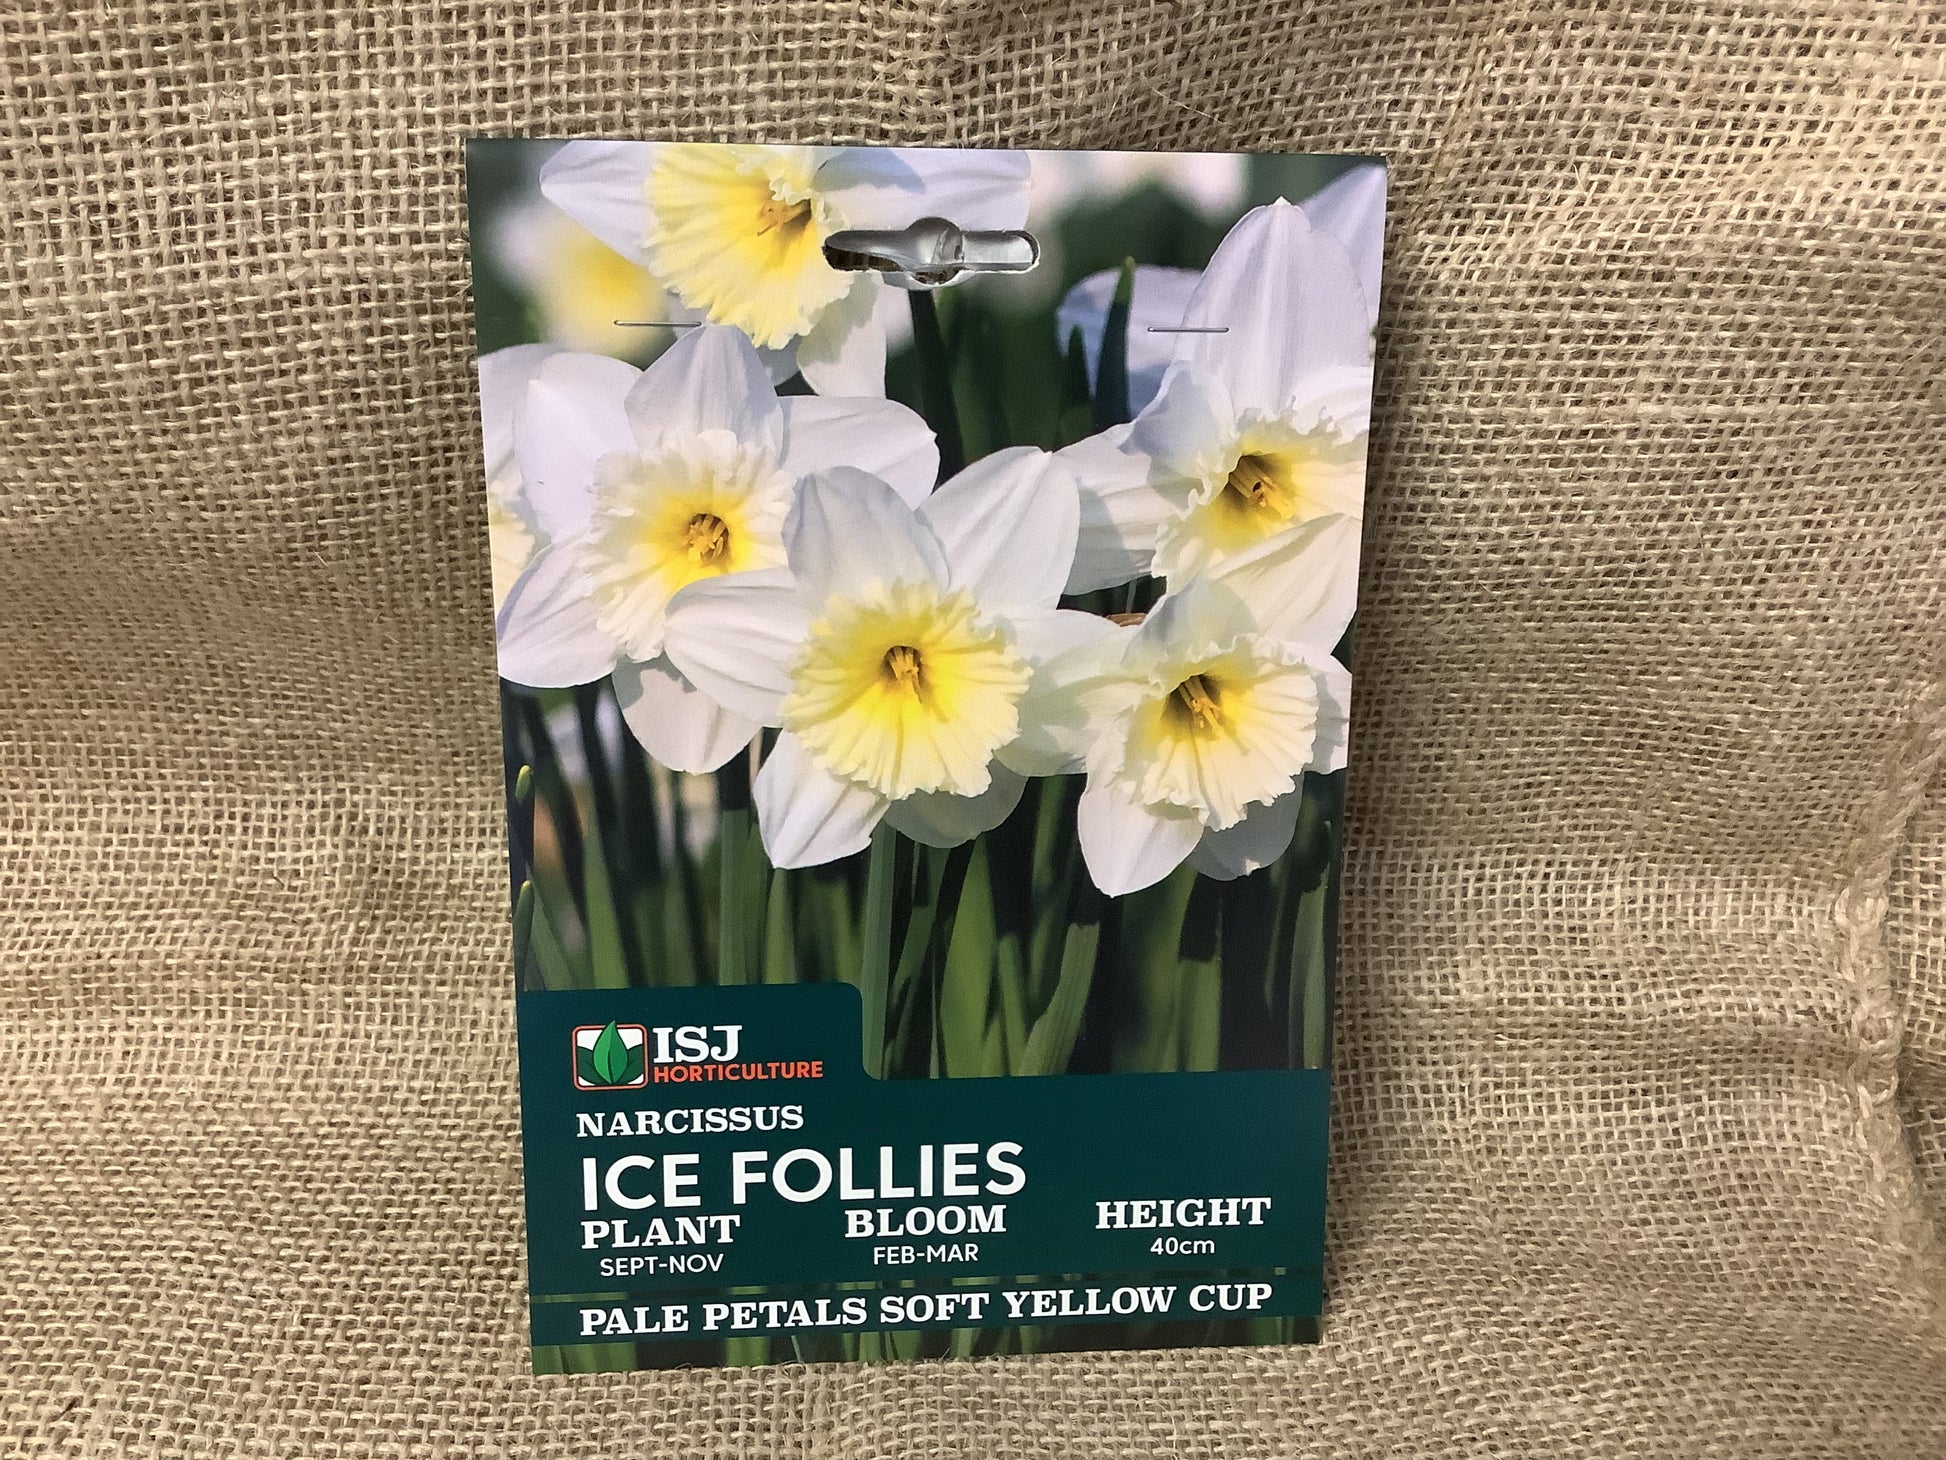 ISJ
HORTICULTURE
NARCISSUS
ICE FOLLIES
PLANT BLOOM HEIGHT
SEPT-NOV FEB-MAR 40cm
PALE PETALS SOFT YELLOW CUP